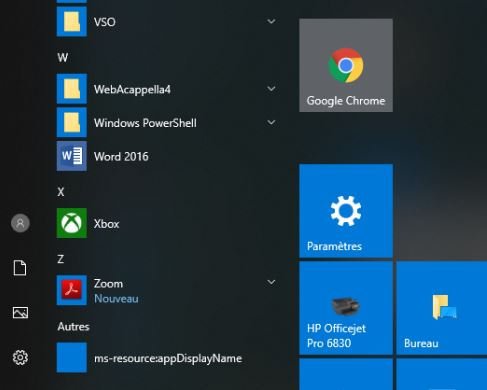 VSO
W
WebAcappella4
Windows PowerShell
Word 2016
X
Xbox
Z
Zoom
Nouveau
Autres
ms-resource:appDisplayName
Google Chrome
Paramètres
HP Officejet
Pro 6830
Bureau